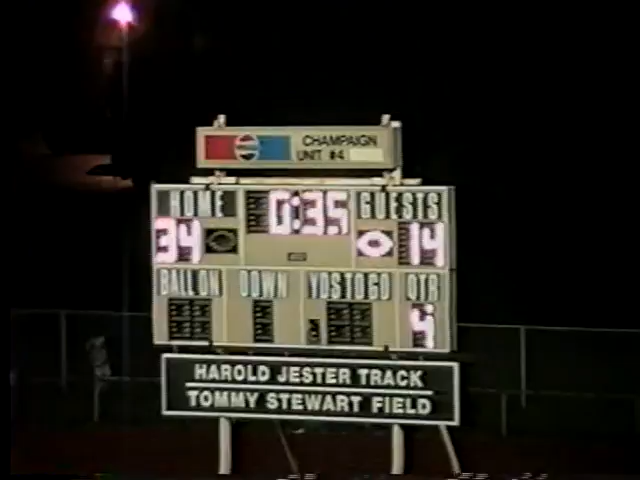 CHAMPAIGN
UNIT #4
HOME 0:35 GUESTS
34 14
BALL ON DOWN YDS TO GO QTR
4
HAROLD JESTER TRACK
TOMMY STEWART FIELD